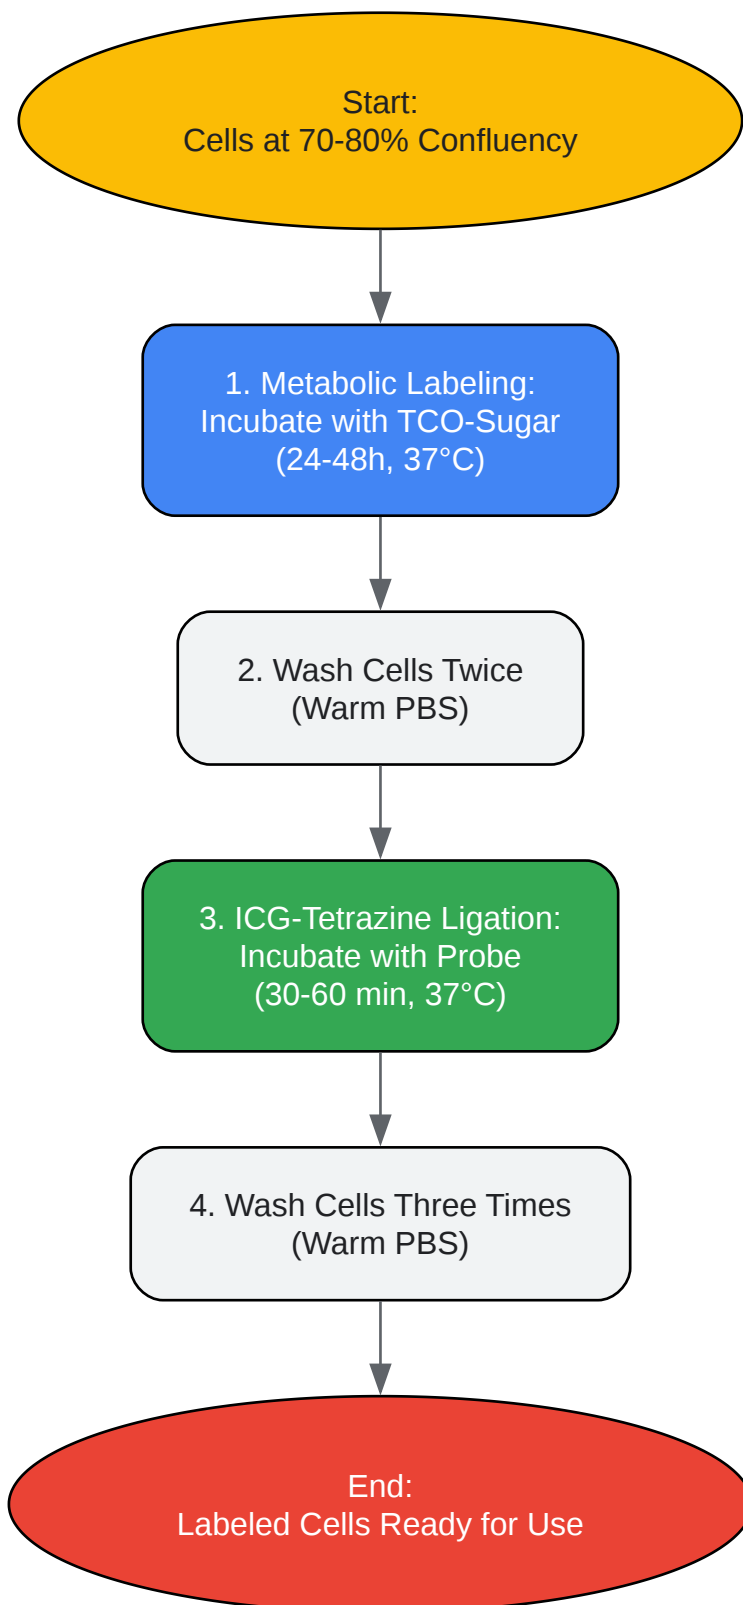 Start:
Cells at 70-80% Confluency
1. Metabolic Labeling:
Incubate with TCO-Sugar
(24-48h, 37°C)
2. Wash Cells Twice
(Warm PBS)
3. ICG-Tetrazine Ligation:
Incubate with Probe
(30-60 min, 37°C)
4. Wash Cells Three Times
(Warm PBS)
End:
Labeled Cells Ready for Use